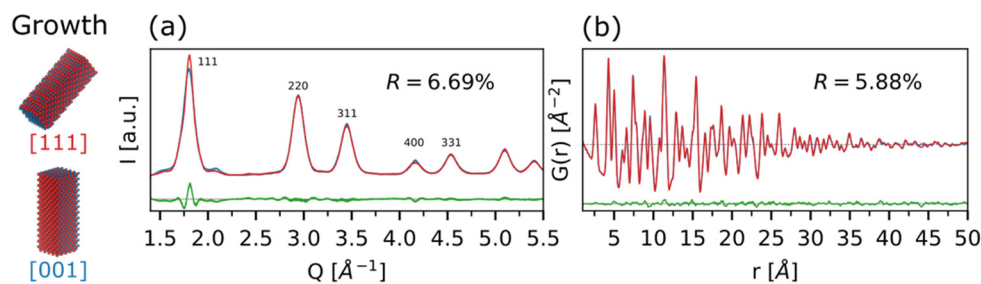 Growth
[111]
[001]
(a)
I [a.u.]
111
220
311
400
331
R = 6.69%
1.5 2.0 2.5 3.0 3.5 4.0 4.5 5.0 5.5
Q [Å⁻¹]
(b)
G(r) [Å⁻²]
R = 5.88%
5 10 15 20 25 30 35 40 45 50
r [Å]